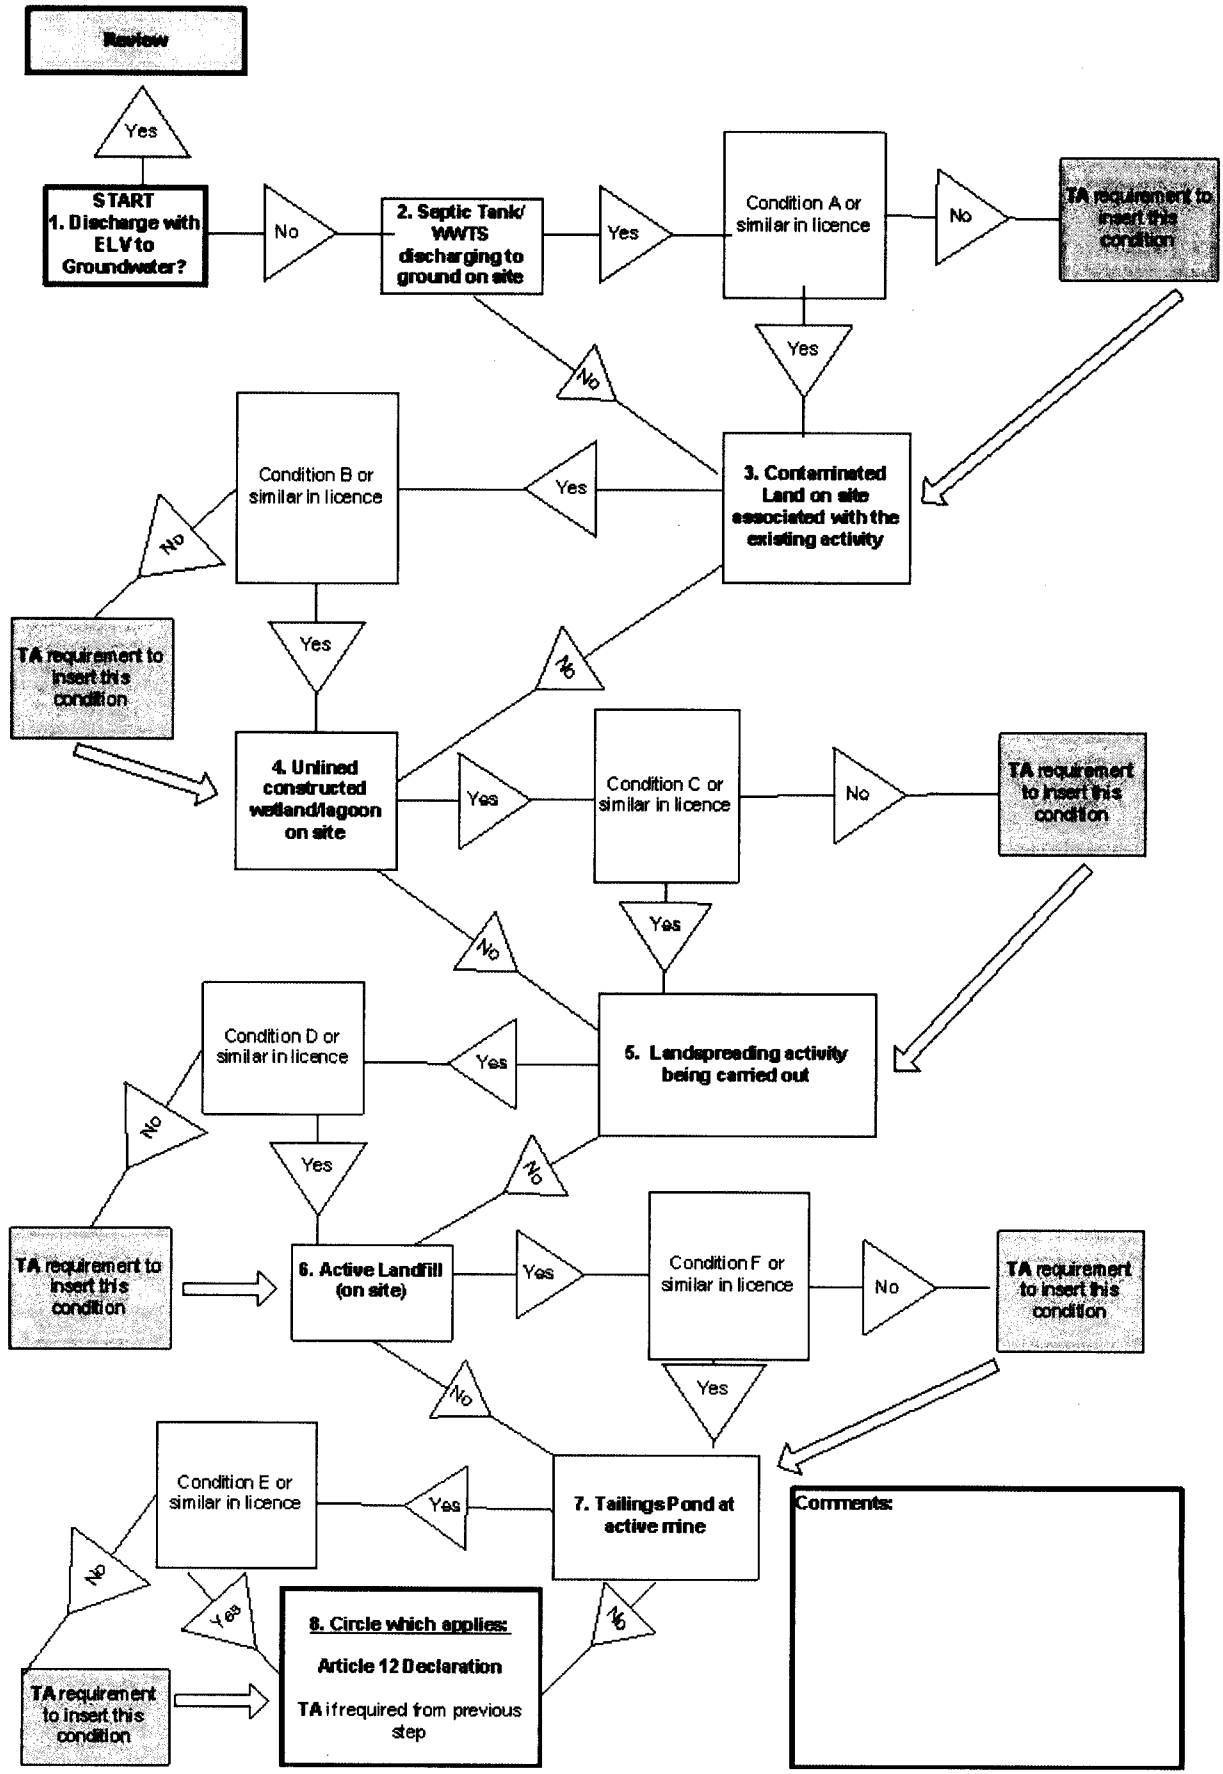 Review
Yes
START
1. Discharge with
ELV to
Groundwater?
No
2. Septic Tank/
WWTS
discharging to
ground on site
Yes
Condition A or
similar in licence
No
TA requirement to
insert this
condition
Yes
No
3. Contaminated
Land on site
associated with the
existing activity
Yes
Condition B or
similar in licence
No
TA requirement to
insert this
condition
Yes
No
4. Unlined
constructed
wetland/lagoon
on site
Yes
Condition C or
similar in licence
No
TA requirement
to insert this
condition
Yes
No
5. Landspreading activity
being carried out
Yes
Condition D or
similar in licence
No
TA requirement to
insert this
condition
Yes
No
6. Active Landfill
(on site)
Yes
Condition F or
similar in licence
No
TA requirement
to insert this
condition
Yes
No
7. Tailings Pond at
active mine
Yes
Condition E or
similar in licence
No
TA requirement
to insert this
condition
Yes
No
8. Circle which applies:
Article 12 Declaration
TA if required from previous
step
Comments: